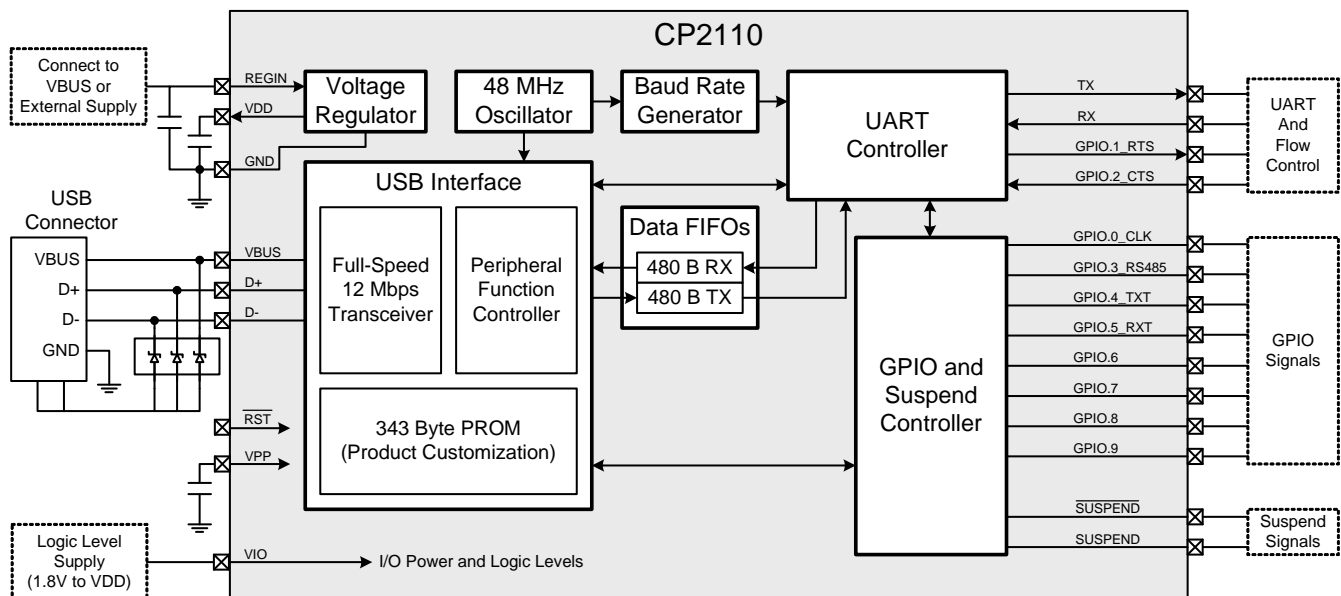 CP2110
Connect to
VBUS or
External Supply
REGIN
VDD
GND
Voltage
Regulator
48 MHz
Oscillator
Baud Rate
Generator
UART
Controller
TX
RX
GPIO.1_RTS
GPIO.2_CTS
UART
And
Flow
Control
USB
Connector
VBUS
D+
D-
GND
VBUS
D+
D-
USB Interface
Full-Speed
12 Mbps
Transceiver
Peripheral
Function
Controller
343 Byte PROM
(Product Customization)
Data FIFOs
480 B RX
480 B TX
GPIO and
Suspend
Controller
GPIO.0_CLK
GPIO.3_RS485
GPIO.4_TXT
GPIO.5_RXT
GPIO.6
GPIO.7
GPIO.8
GPIO.9
GPIO
Signals
SUSPEND
SUSPEND
Suspend
Signals
RST
VPP
Logic Level
Supply
(1.8V to VDD)
VIO
I/O Power and Logic Levels